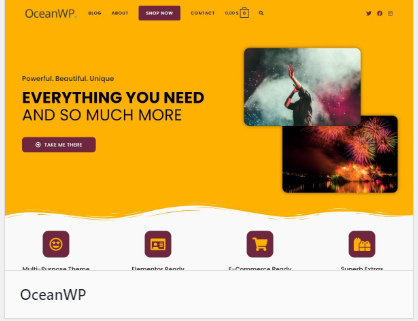 OceanWP.
BLOG ABOUT SHOP NOW CONTACT 0,00$ 0
Powerful. Beautiful. Unique
EVERYTHING YOU NEED
AND SO MUCH MORE
TAKE ME THERE
Multi-Purpose Theme Elementor Ready E-Commerce Ready Superb Extras
OceanWP